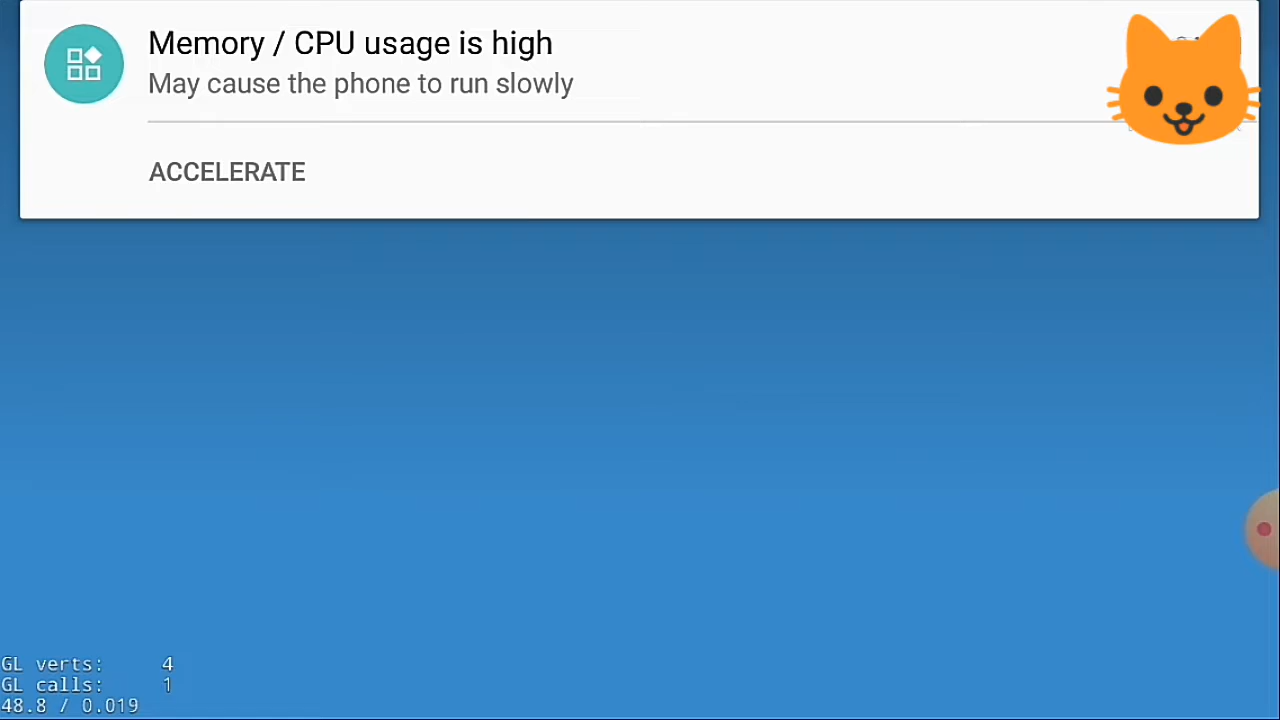 Memory / CPU usage is high
May cause the phone to run slowly
ACCELERATE
GL verts: 4
GL calls: 1
48.8 / 0.019